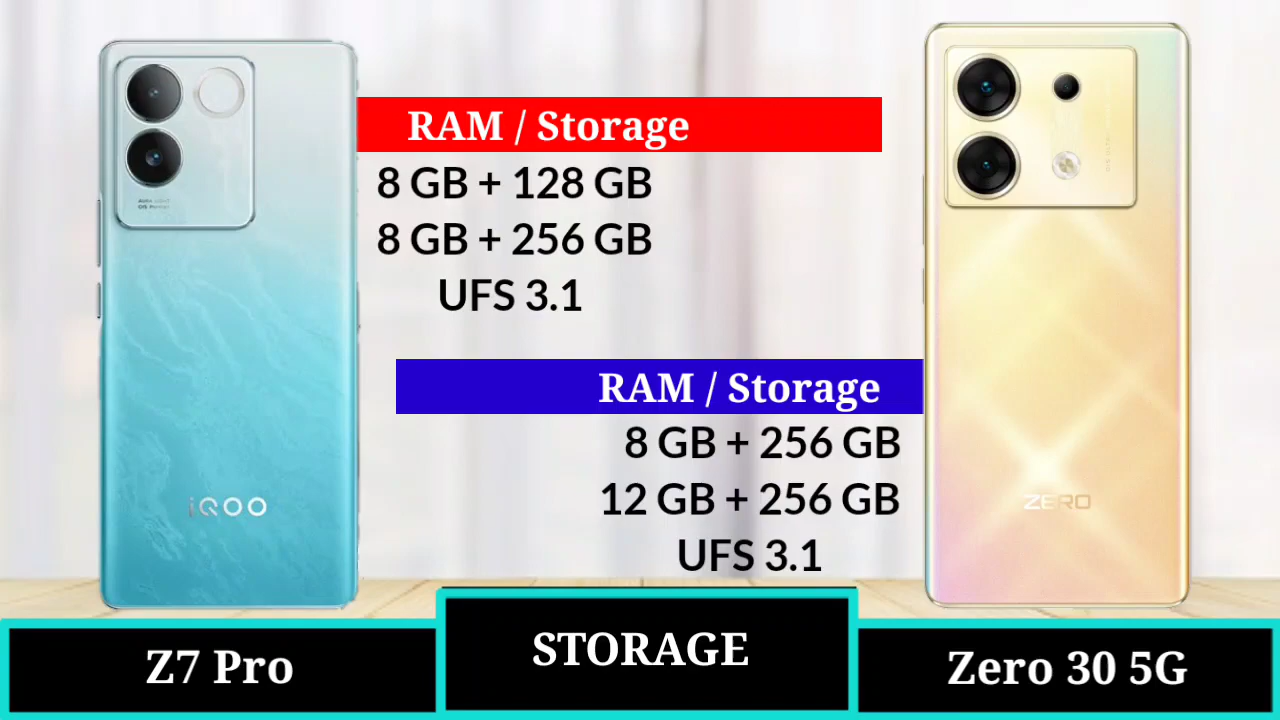 RAM / Storage
8 GB + 128 GB
8 GB + 256 GB
UFS 3.1
RAM / Storage
8 GB + 256 GB
12 GB + 256 GB
UFS 3.1
iQOO
ZERO
Z7 Pro
STORAGE
Zero 30 5G